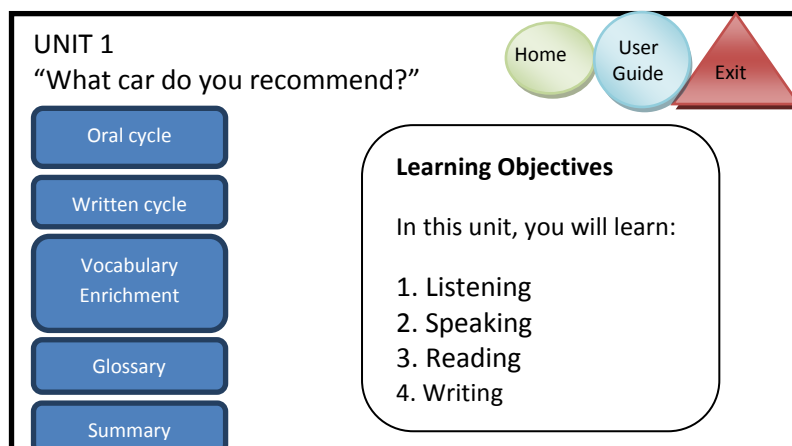 UNIT 1
“What car do you recommend?”
Home
User
Guide
Exit
Oral cycle
Written cycle
Vocabulary
Enrichment
Glossary
Summary
Learning Objectives
In this unit, you will learn:
1. Listening
2. Speaking
3. Reading
4. Writing